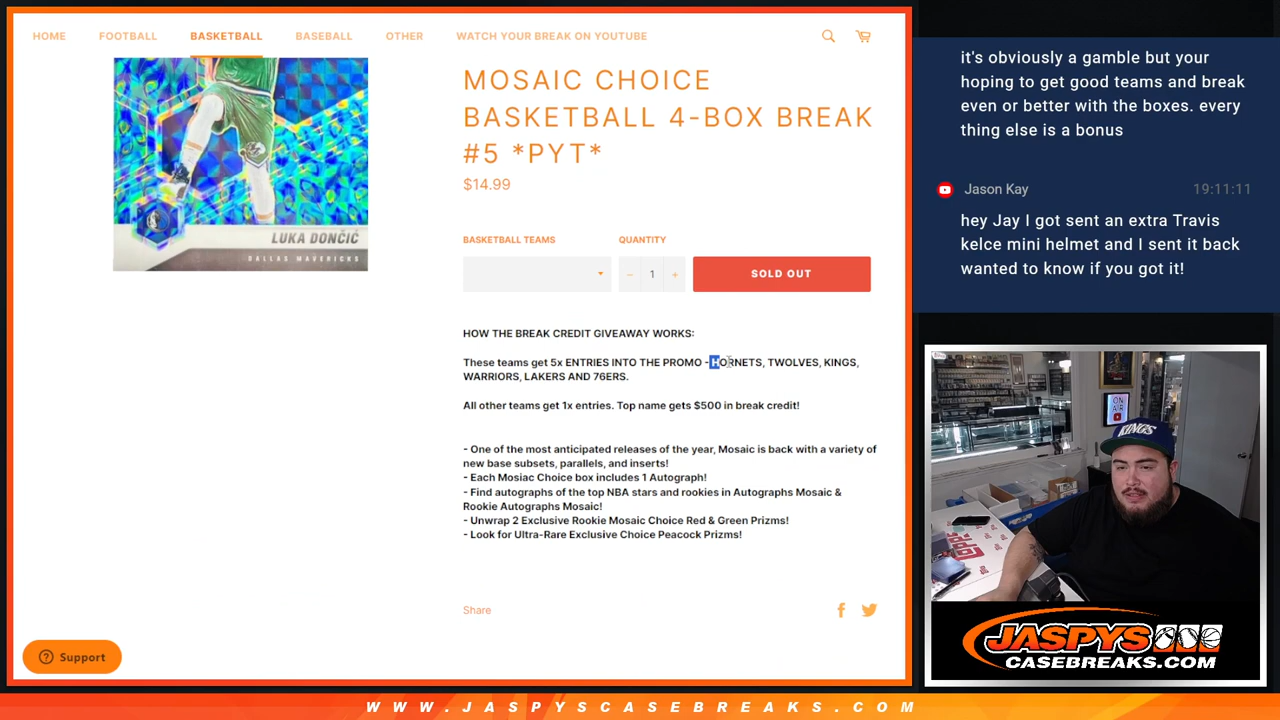 HOME FOOTBALL BASKETBALL BASEBALL OTHER WATCH YOUR BREAK ON YOUTUBE
LUKA DONČIĆ
DALLAS MAVERICKS
MOSAIC CHOICE
BASKETBALL 4-BOX BREAK
#5 *PYT*
$14.99
BASKETBALL TEAMS QUANTITY
− 1 + SOLD OUT
HOW THE BREAK CREDIT GIVEAWAY WORKS:
These teams get 5x ENTRIES INTO THE PROMO - HORNETS, TWOLVES, KINGS,
WARRIORS, LAKERS AND 76ERS.
All other teams get 1x entries. Top name gets $500 in break credit!
- One of the most anticipated releases of the year, Mosaic is back with a variety of
new base subsets, parallels, and inserts!
- Each Mosiac Choice box includes 1 Autograph!
- Find autographs of the top NBA stars and rookies in Autographs Mosaic &
Rookie Autographs Mosaic!
- Unwrap 2 Exclusive Rookie Mosaic Choice Red & Green Prizms!
- Look for Ultra-Rare Exclusive Choice Peacock Prizms!
Share
Support
it's obviously a gamble but your
hoping to get good teams and break
even or better with the boxes. every
thing else is a bonus
Jason Kay 19:11:11
hey Jay I got sent an extra Travis
kelce mini helmet and I sent it back
wanted to know if you got it!
ON
AIR
KINGS
topps
JASPYS
CASEBREAKS.COM
WWW.JASPYSCASEBREAKS.COM